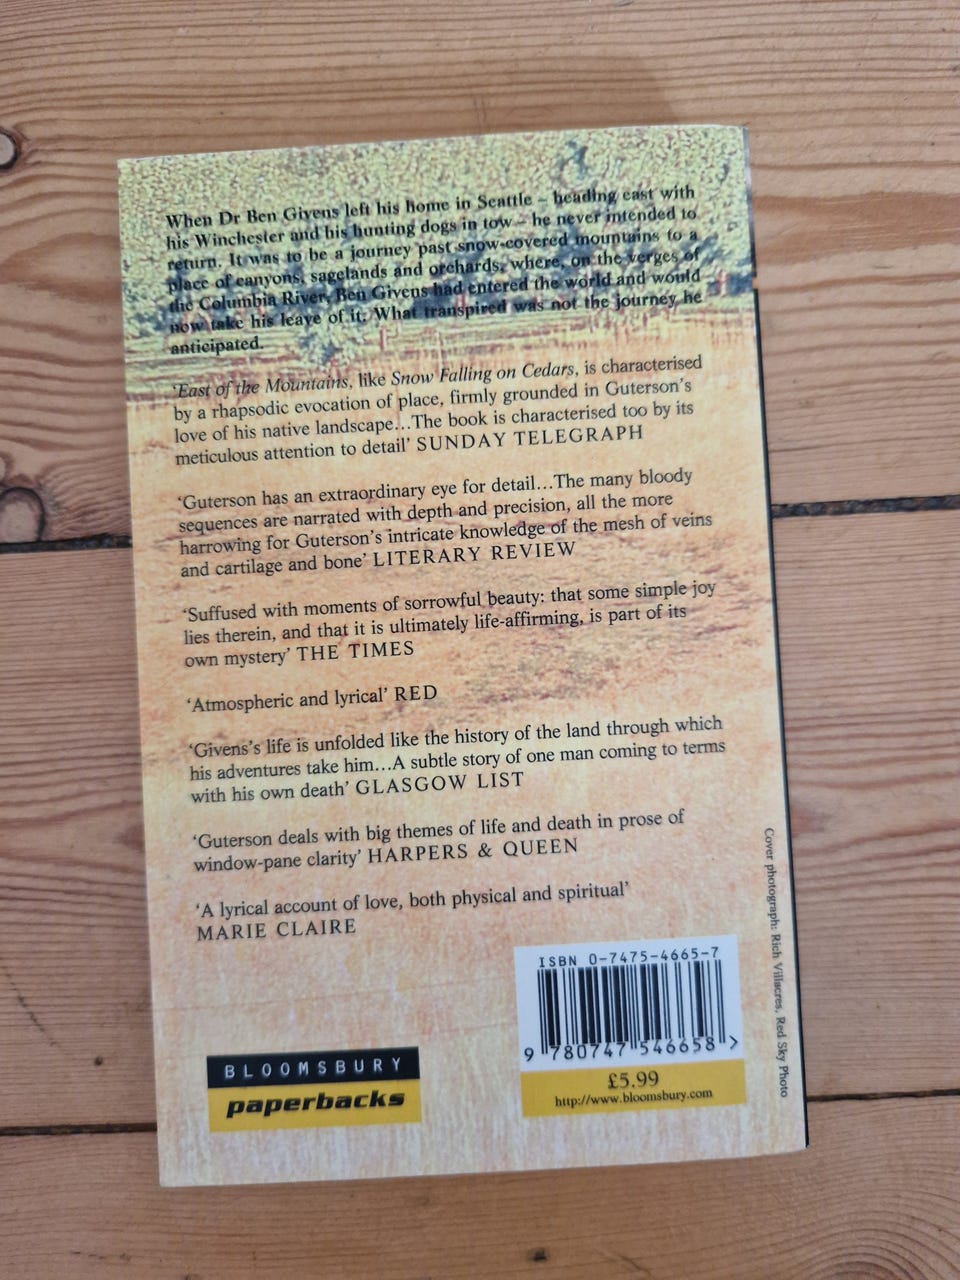 When Dr Ben Givens left his home in Seattle – heading east with
his Winchester and his hunting dogs in tow – he never intended to
return. It was to be a journey past snow-covered mountains to a
place of canyons, sagelands and orchards, where, on the verges of
the Columbia River, Ben Givens had entered the world and would
now take his leave of it. What transpired was not the journey he
anticipated.
‘East of the Mountains, like Snow Falling on Cedars, is characterised
by a rhapsodic evocation of place, firmly grounded in Guterson’s
love of his native landscape…The book is characterised too by its
meticulous attention to detail’ SUNDAY TELEGRAPH
‘Guterson has an extraordinary eye for detail…The many bloody
sequences are narrated with depth and precision, all the more
harrowing for Guterson’s intricate knowledge of the mesh of veins
and cartilage and bone’ LITERARY REVIEW
‘Suffused with moments of sorrowful beauty: that some simple joy
lies therein, and that it is ultimately life-affirming, is part of its
own mystery’ THE TIMES
‘Atmospheric and lyrical’ RED
‘Givens’s life is unfolded like the history of the land through which
his adventures take him…A subtle story of one man coming to terms
with his own death’ GLASGOW LIST
‘Guterson deals with big themes of life and death in prose of
window-pane clarity’ HARPERS & QUEEN
‘A lyrical account of love, both physical and spiritual’
MARIE CLAIRE
Cover photograph: Rich Villacres, Red Sky Photo
ISBN 0-7475-4665-7
9 780747 546658 >
£5.99
http://www.bloomsbury.com
BLOOMSBURY
paperbacks